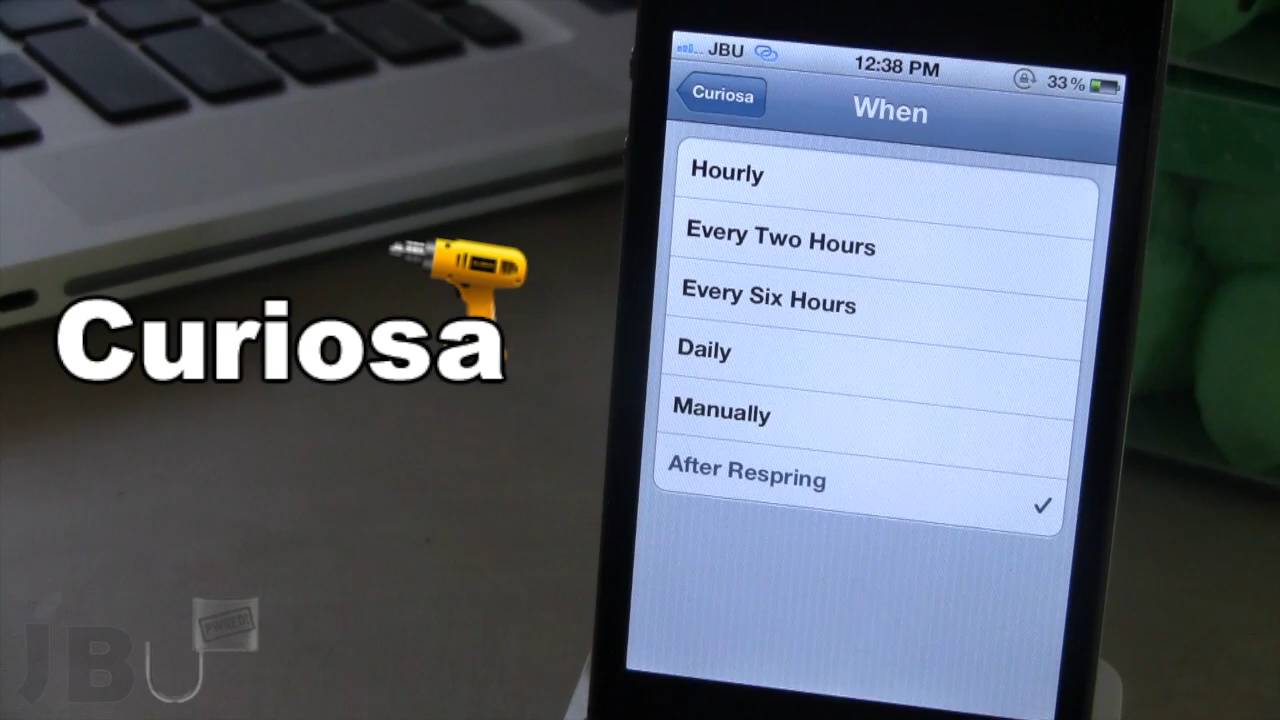 JBU
12:38 PM
33%
Curiosa
When
Hourly
Every Two Hours
Every Six Hours
Daily
Manually
After Respring
Curiosa
JBU
PWNED!